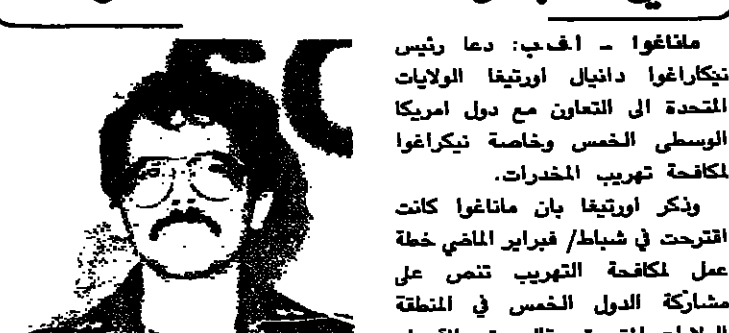 ماناغوا - أ.ف.ب: دعا رئيس
نيكاراغوا دانيال اورتيغا الولايات
المتحدة الى التعاون مع دول امريكا
الوسطى الخمس وخاصة نيكراغوا
لمكافحة تهريب المخدرات.
وذكر اورتيغا بان ماناغوا كانت
اقترحت في شباط/ فبراير الماضي خطة
عمل لمكافحة التهريب تنص على
مشاركة الدول الخمس في المنطقة